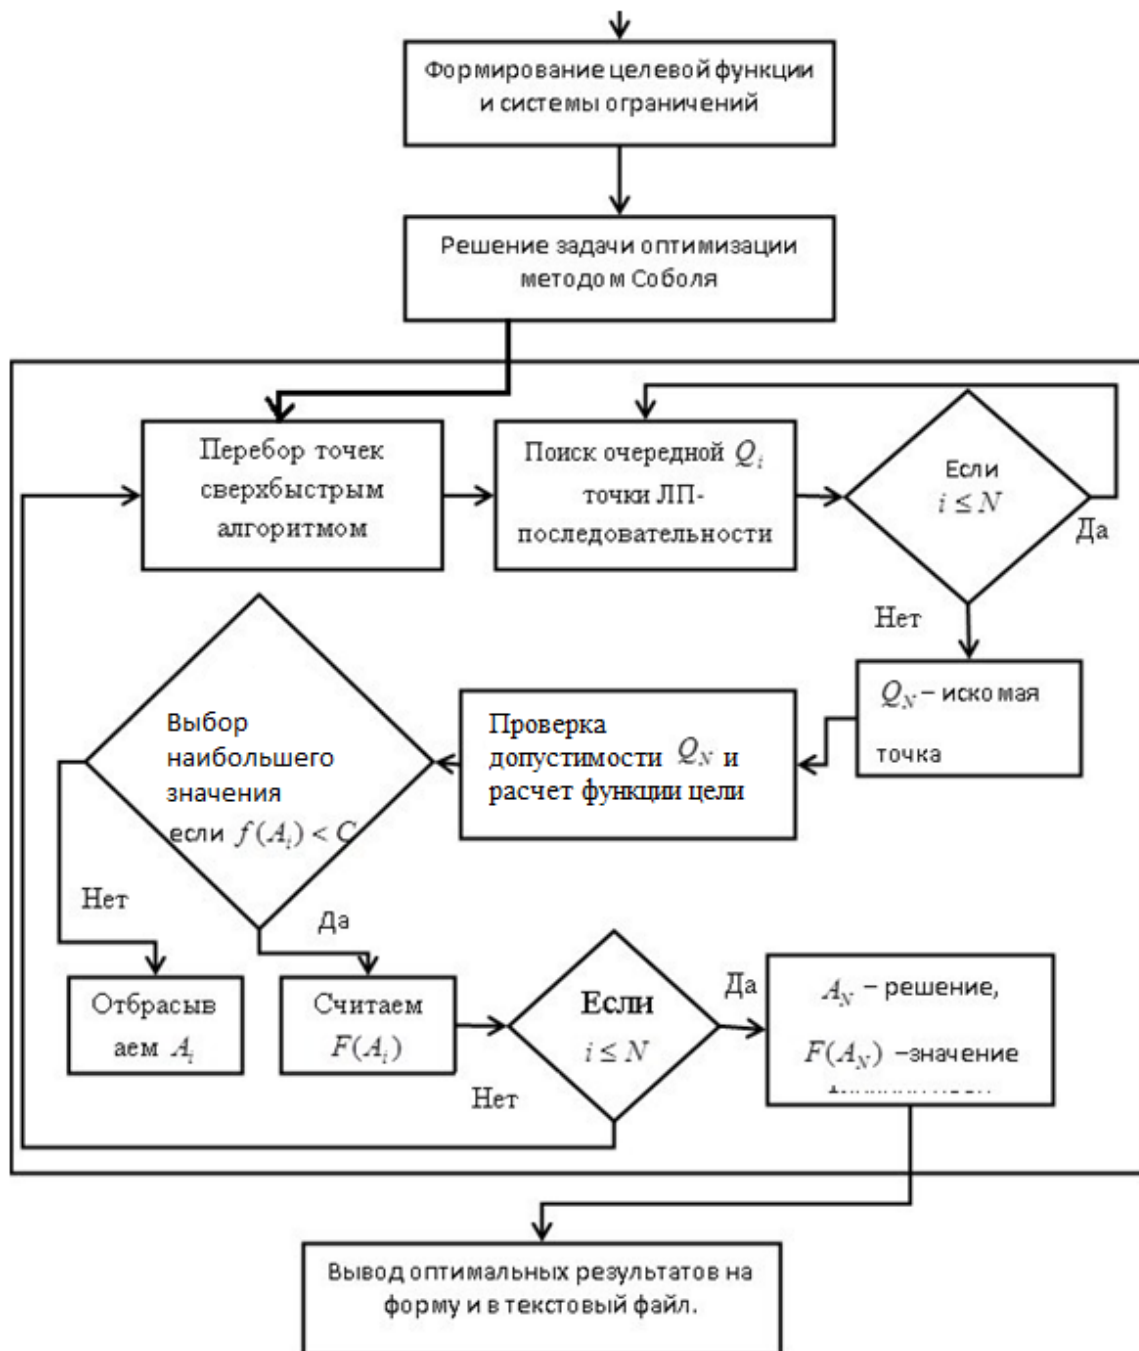 Формирование целевой функции
и системы ограничений
Решение задачи оптимизации
методом Соболя
Перебор точек
сверхбыстрым
алгоритмом
Поиск очередной Q_i
точки ЛП-
последовательности
Если
i ≤ N
Да
Нет
Q_N – искомая
точка
Проверка
допустимости Q_N и
расчет функции цели
Выбор
наибольшего
значения
если f(A_i) < C
Нет
Да
Отбрасыв
аем A_i
Считаем
F(A_i)
Если
i ≤ N
Да
Нет
A_N – решение,
F(A_N) –значение
Вывод оптимальных результатов на
форму и в текстовый файл.